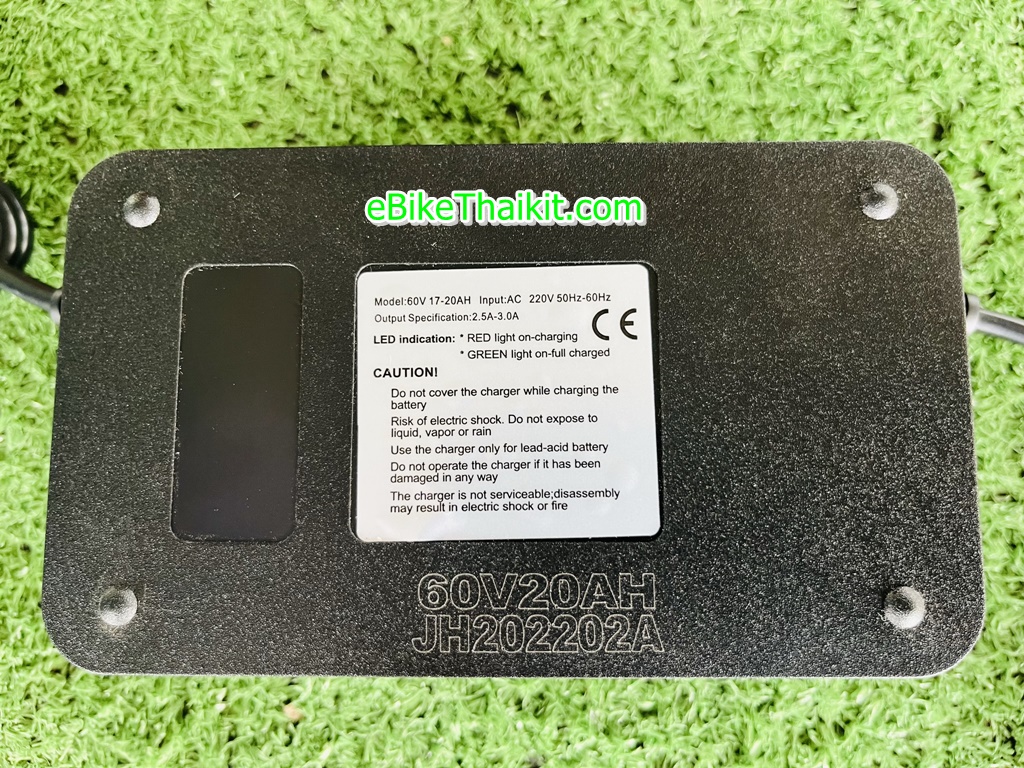 eBikeThaikit.com
Model:60V 17-20AH Input:AC 220V 50Hz-60Hz
Output Specification:2.5A-3.0A
CE
LED indication: * RED light on-charging
* GREEN light on-full charged
CAUTION!
Do not cover the charger while charging the
battery
Risk of electric shock. Do not expose to
liquid, vapor or rain
Use the charger only for lead-acid battery
Do not operate the charger if it has been
damaged in any way
The charger is not serviceable;disassembly
may result in electric shock or fire
60V20AH
JH202202A